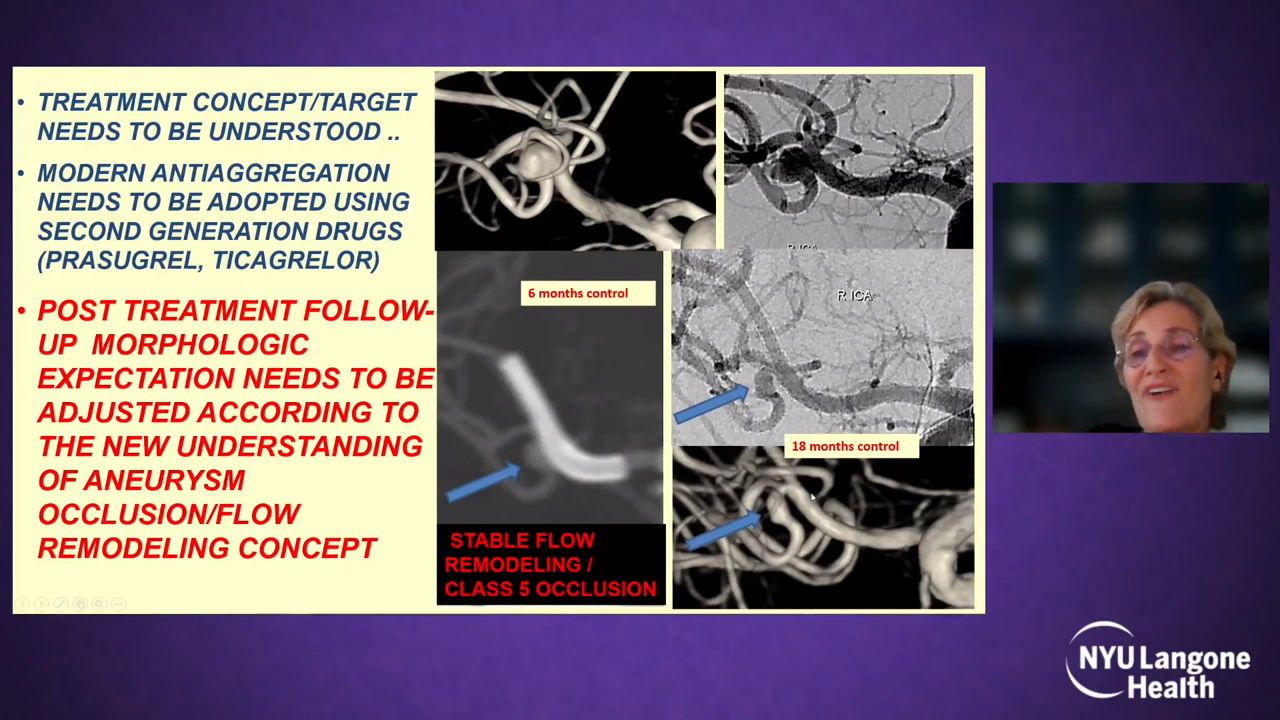 TREATMENT CONCEPT/TARGET
NEEDS TO BE UNDERSTOOD ..
MODERN ANTIAGGREGATION
NEEDS TO BE ADOPTED USING
SECOND GENERATION DRUGS
(PRASUGREL, TICAGRELOR)
POST TREATMENT FOLLOW-
UP MORPHOLOGIC
EXPECTATION NEEDS TO BE
ADJUSTED ACCORDING TO
THE NEW UNDERSTANDING
OF ANEURYSM
OCCLUSION/FLOW
REMODELING CONCEPT
6 months control
STABLE FLOW
REMODELING /
CLASS 5 OCCLUSION
R ICA
18 months control
NYU Langone
Health